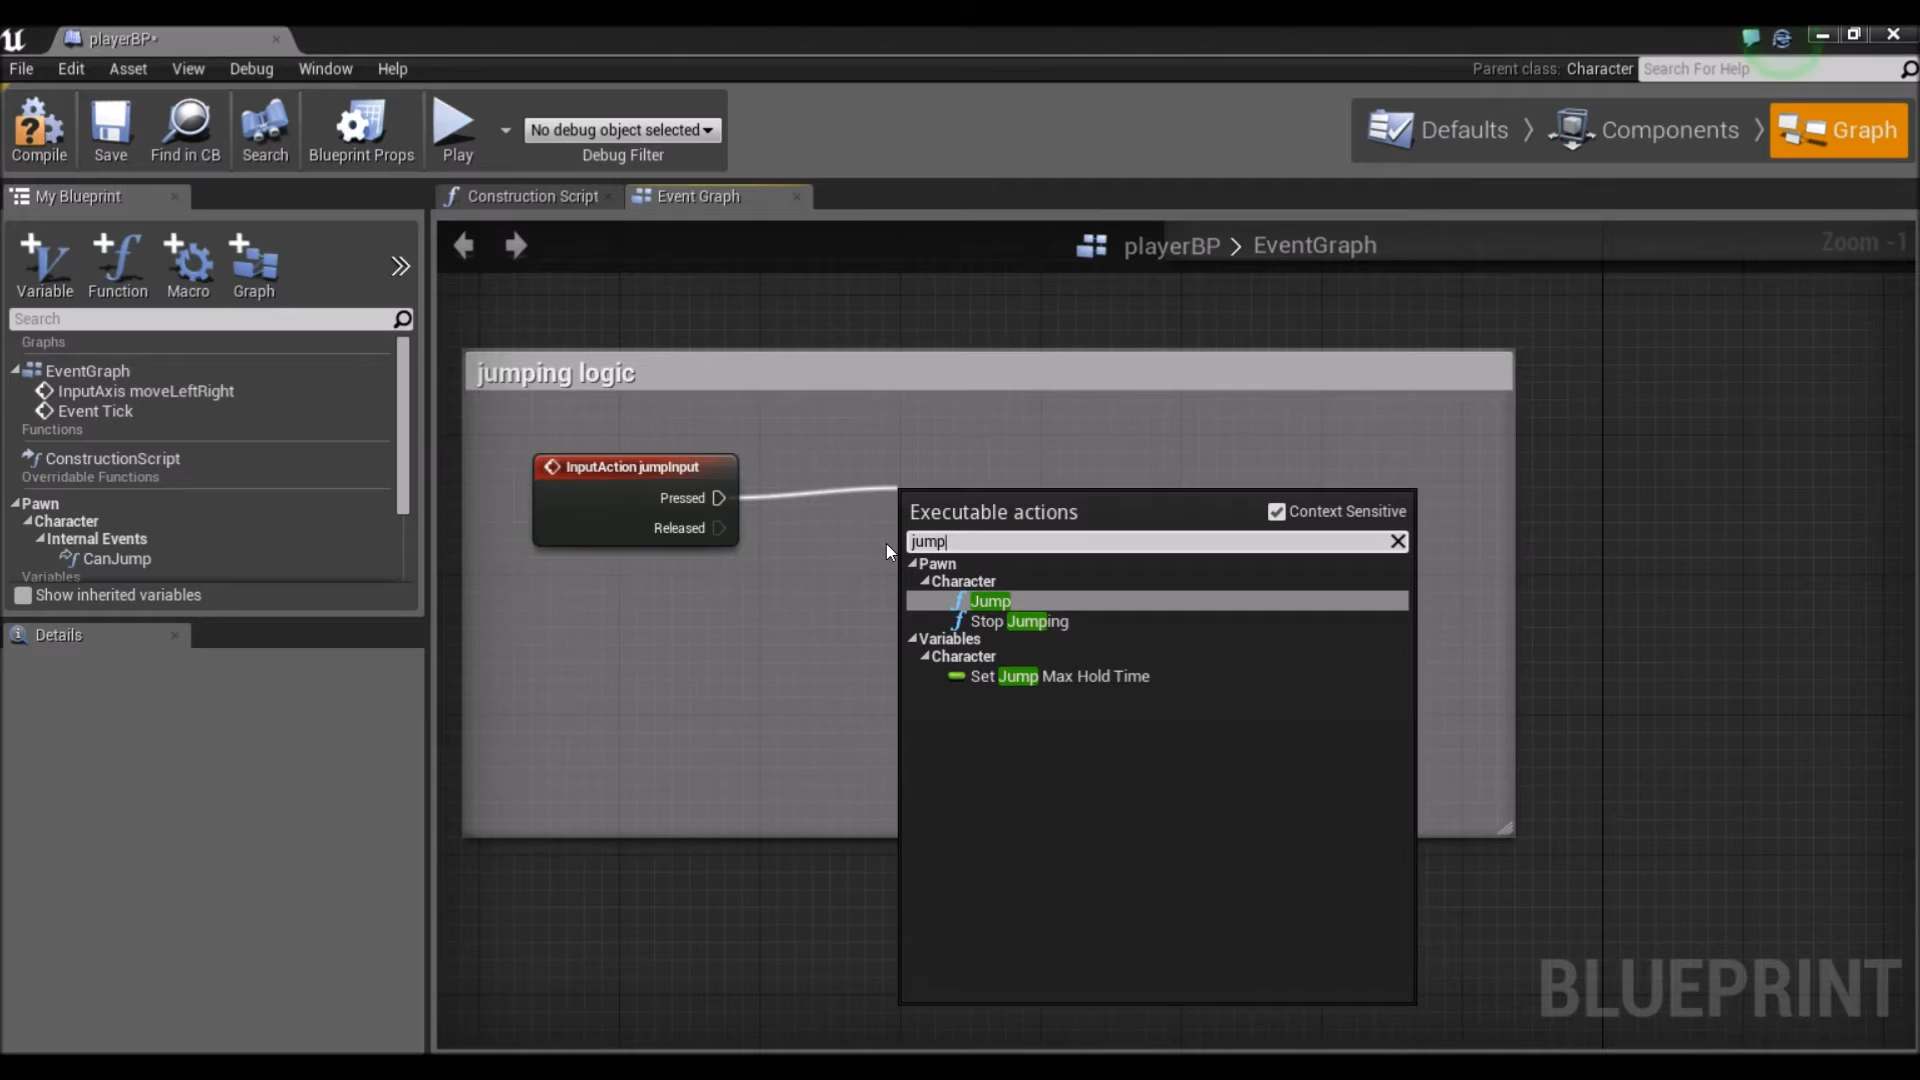 playerBP*
File Edit Asset View Debug Window Help
Parent class: Character Search For Help
Compile Save Find in CB Search Blueprint Props Play
No debug object selected
Debug Filter
Defaults Components Graph
My Blueprint
Construction Script
Event Graph
Variable Function Macro Graph
Search
Graphs
EventGraph
InputAxis moveLeftRight
Event Tick
Functions
ConstructionScript
Overridable Functions
Pawn
Character
Internal Events
CanJump
Variables
Show inherited variables
Details
playerBP > EventGraph
Zoom -1
jumping logic
InputAction jumpInput
Pressed
Released
Executable actions
Context Sensitive
jump
Pawn
Character
f Jump
f Stop Jumping
Variables
Character
Set Jump Max Hold Time
BLUEPRINT